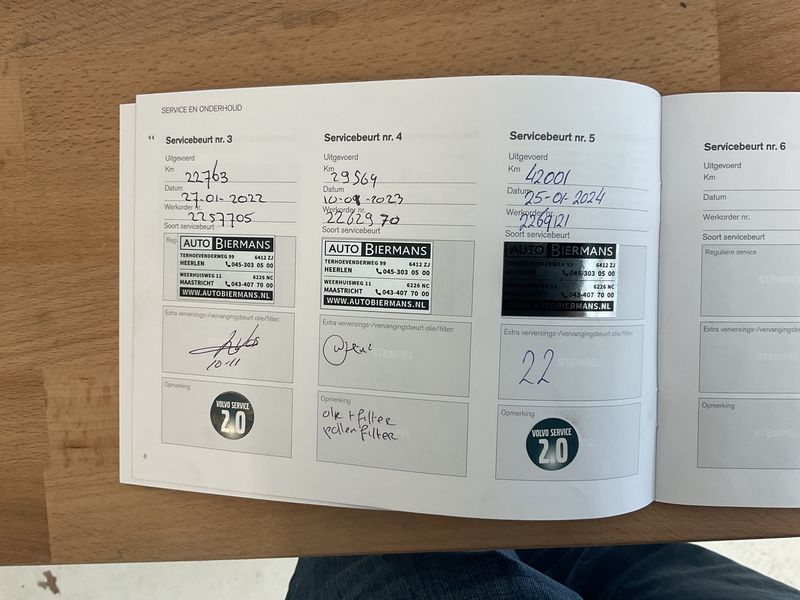 SERVICE EN ONDERHOUD
Servicebeurt nr. 3
Uitgevoerd
Km 22763
Datum 27-01-2022
Werkorder nr. 2257705
Soort servicebeurt
AUTO BIERMANS
TERHOEVENDERWEG 99 6412 ZJ
HEERLEN 045-303 05 00
WEERHUISWEG 11 6226 NC
MAASTRICHT 043-407 70 00
WWW.AUTOBIERMANS.NL
Extra verversings-/vervangingsbeurt olie/filter:
10-11
Opmerking
VOLVO SERVICE
2.0
8
Servicebeurt nr. 4
Uitgevoerd
Km 29569
Datum
Werkorder nr. 2262970
Soort servicebeurt
AUTO BIERMANS
TERHOEVENDERWEG 99 6412 ZJ
HEERLEN 045-303 05 00
WEERHUISWEG 11 6226 NC
MAASTRICHT 043-407 70 00
WWW.AUTOBIERMANS.NL
Extra verversings-/vervangingsbeurt olie/filter:
STEMPEL
Opmerking
olie + filter
pollenfilter
Servicebeurt nr. 5
Uitgevoerd
Km 42001
Datum 25-01-2024
Werkorder nr. 2269121
Soort servicebeurt
AUTO BIERMANS
TERHOEVENDERWEG 99 6412 ZJ
HEERLEN 045-303 05 00
WEERHUISWEG 11 6226 NC
MAASTRICHT 043-407 70 00
WWW.AUTOBIERMANS.NL
Extra verversings-/vervangingsbeurt olie/filter:
22
STEMPEL
Opmerking
VOLVO SERVICE
2.0
Servicebeurt nr. 6
Uitgevoerd
Km
Datum
Werkorder nr.
Soort servicebeurt
Reguliere service
STEMPEL
Extra verversings-/vervangingsbeurt
STEMPEL
Opmerking
STEMPEL